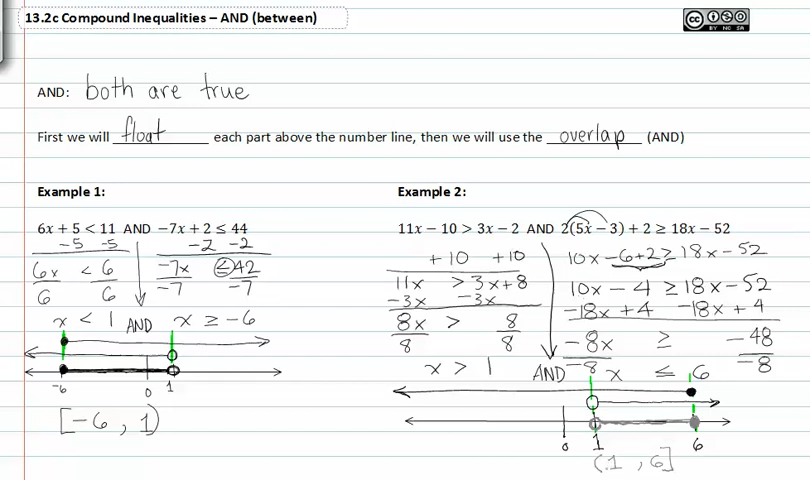 13.2c Compound Inequalities – AND (between)
cc BY NC SA
AND: both are true
First we will float each part above the number line, then we will use the overlap (AND)
Example 1:
6x + 5 < 11 AND −7x + 2 ≤ 44
−5 −5 −2 −2
6x < 6 −7x ≤ 42
6 6 −7 −7
x < 1 AND x ≥ −6
−6 0 1
[−6, 1)
Example 2:
11x − 10 > 3x − 2 AND 2(5x − 3) + 2 ≥ 18x − 52
+10 +10 10x −6+2 ≥ 18x −52
11x > 3x + 8 10x − 4 ≥ 18x −52
−3x −3x −18x +4 −18x +4
8x > 8 −8x ≥ −48
8 8 −8 −8
x > 1 AND x ≤ 6
0 1 6
(1, 6]